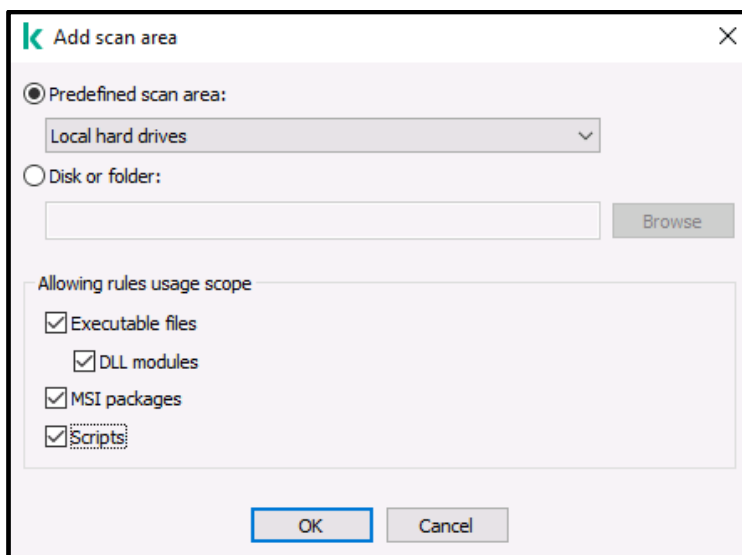 Add scan area
Predefined scan area:
Local hard drives
Disk or folder:
Browse
Allowing rules usage scope
Executable files
DLL modules
MSI packages
Scripts
OK Cancel